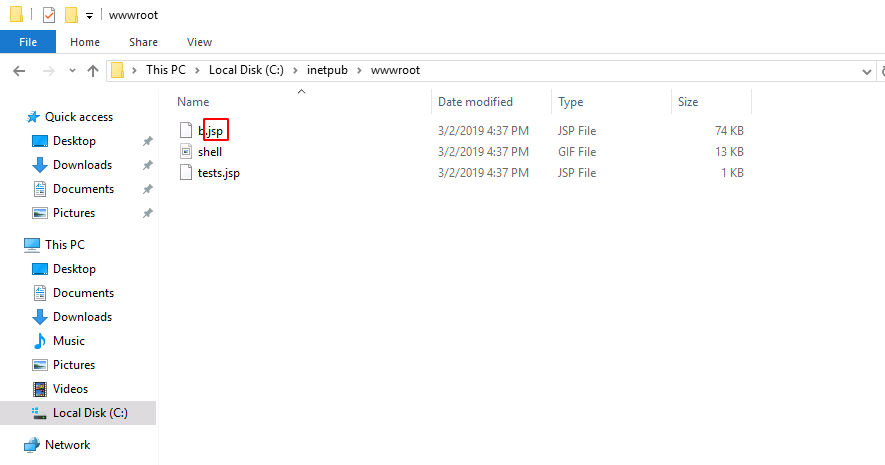 wwwroot
File Home Share View
This PC Local Disk (C:) inetpub wwwroot
Name Date modified Type Size
Quick access
Desktop
Downloads
Documents
Pictures
This PC
Desktop
Documents
Downloads
Music
Pictures
Videos
Local Disk (C:)
Network
b.jsp 3/2/2019 4:37 PM JSP File 74 KB
shell 3/2/2019 4:37 PM GIF File 13 KB
tests.jsp 3/2/2019 4:37 PM JSP File 1 KB